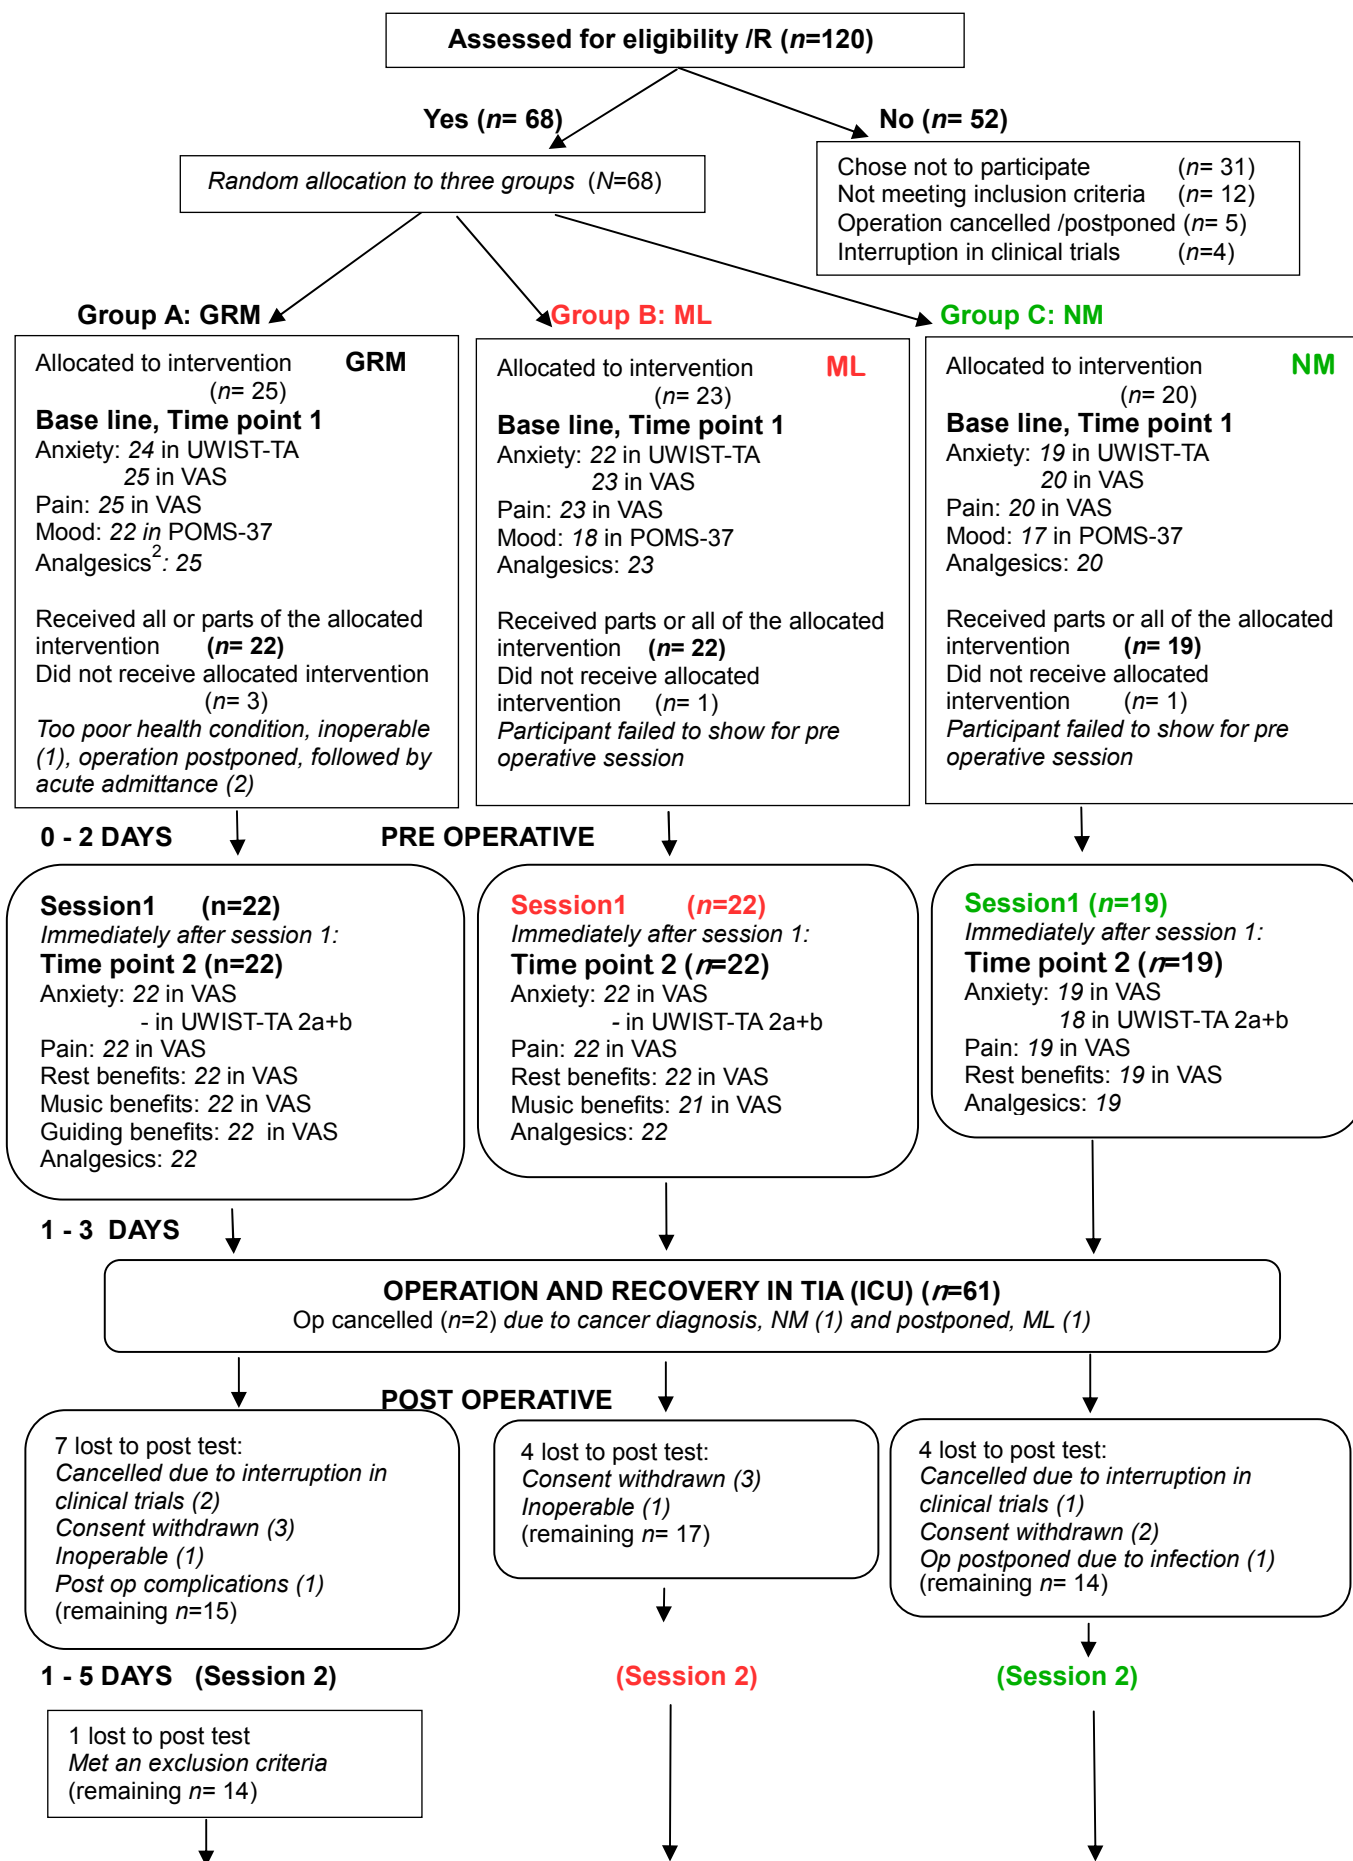 Assessed for eligibility /R (n=120)
Yes (n= 68)
No (n= 52)
Random allocation to three groups (N=68)
Chose not to participate (n= 31)
Not meeting inclusion criteria (n= 12)
Operation cancelled /postponed (n= 5)
Interruption in clinical trials (n=4)
Group A: GRM
Allocated to intervention GRM
(n= 25)
Base line, Time point 1
Anxiety: 24 in UWIST-TA
25 in VAS
Pain: 25 in VAS
Mood: 22 in POMS-37
Analgesics²: 25
Received all or parts of the allocated
intervention (n= 22)
Did not receive allocated intervention
(n= 3)
Too poor health condition, inoperable
(1), operation postponed, followed by
acute admittance (2)
Group B: ML
Allocated to intervention ML
(n= 23)
Base line, Time point 1
Anxiety: 22 in UWIST-TA
23 in VAS
Pain: 23 in VAS
Mood: 18 in POMS-37
Analgesics: 23
Received parts or all of the allocated
intervention (n= 22)
Did not receive allocated
intervention (n= 1)
Participant failed to show for pre
operative session
Group C: NM
Allocated to intervention NM
(n= 20)
Base line, Time point 1
Anxiety: 19 in UWIST-TA
20 in VAS
Pain: 20 in VAS
Mood: 17 in POMS-37
Analgesics: 20
Received parts or all of the allocated
intervention (n= 19)
Did not receive allocated
intervention (n= 1)
Participant failed to show for pre
operative session
0 - 2 DAYS PRE OPERATIVE
Session1 (n=22)
Immediately after session 1:
Time point 2 (n=22)
Anxiety: 22 in VAS
- in UWIST-TA 2a+b
Pain: 22 in VAS
Rest benefits: 22 in VAS
Music benefits: 22 in VAS
Guiding benefits: 22 in VAS
Analgesics: 22
Session1 (n=22)
Immediately after session 1:
Time point 2 (n=22)
Anxiety: 22 in VAS
- in UWIST-TA 2a+b
Pain: 22 in VAS
Rest benefits: 22 in VAS
Music benefits: 21 in VAS
Analgesics: 22
Session1 (n=19)
Immediately after session 1:
Time point 2 (n=19)
Anxiety: 19 in VAS
18 in UWIST-TA 2a+b
Pain: 19 in VAS
Rest benefits: 19 in VAS
Analgesics: 19
1 - 3 DAYS
OPERATION AND RECOVERY IN TIA (ICU) (n=61)
Op cancelled (n=2) due to cancer diagnosis, NM (1) and postponed, ML (1)
POST OPERATIVE
7 lost to post test:
Cancelled due to interruption in
clinical trials (2)
Consent withdrawn (3)
Inoperable (1)
Post op complications (1)
(remaining n=15)
4 lost to post test:
Consent withdrawn (3)
Inoperable (1)
(remaining n= 17)
4 lost to post test:
Cancelled due to interruption in
clinical trials (1)
Consent withdrawn (2)
Op postponed due to infection (1)
(remaining n= 14)
1 - 5 DAYS (Session 2)
(Session 2)
(Session 2)
1 lost to post test
Met an exclusion criteria
(remaining n= 14)